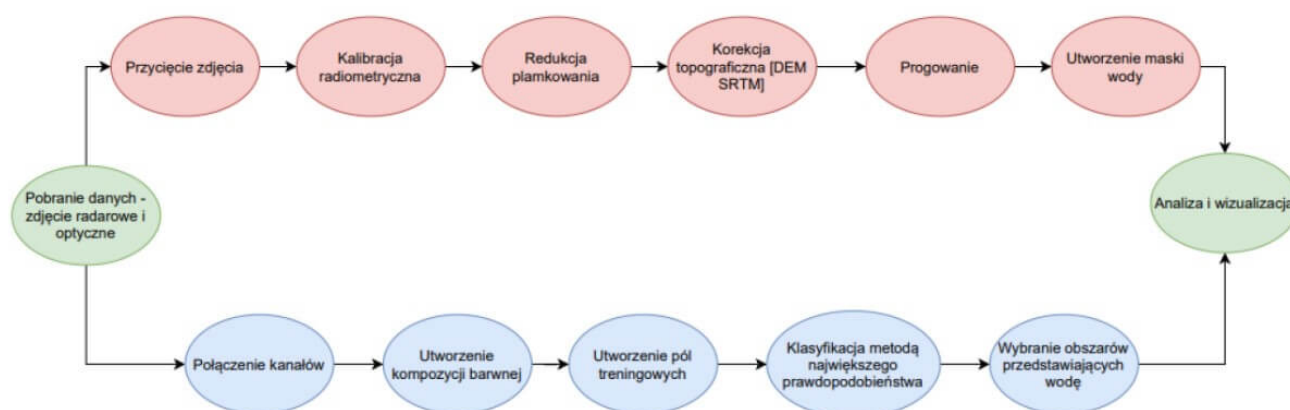 Przycięcie zdjęcia
Kalibracja
radiometryczna
Redukcja
plamkowania
Korekcja
topograficzna [DEM
SRTM]
Progowanie
Utworzenie maski
wody
Pobranie danych -
zdjęcie radarowe i
optyczne
Analiza i wizualizacja
Połączenie kanałów
Utworzenie
kompozycji barwnej
Utworzenie pól
treningowych
Klasyfikacja metodą
największego
prawdopodobieństwa
Wybranie obszarów
przedstawiających
wodę